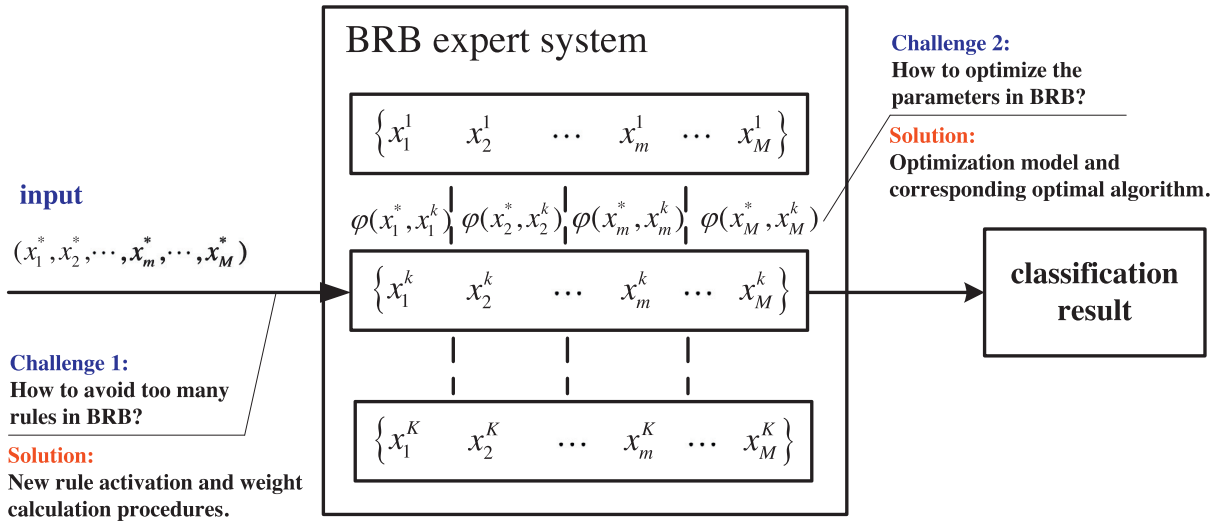 BRB expert system
Challenge 2:
How to optimize the
parameters in BRB?
Solution:
Optimization model and
corresponding optimal algorithm.
{x_1^1 x_2^1 ⋯ x_m^1 ⋯ x_M^1}
input
(x_1^*, x_2^*, ⋯, x_m^*, ⋯, x_M^*)
φ(x_1^*, x_1^k) φ(x_2^*, x_2^k) φ(x_m^*, x_m^k) φ(x_M^*, x_M^k)
{x_1^k x_2^k ⋯ x_m^k ⋯ x_M^k}
classification
result
Challenge 1:
How to avoid too many
rules in BRB?
Solution:
New rule activation and weight
calculation procedures.
{x_1^K x_2^K ⋯ x_m^K ⋯ x_M^K}